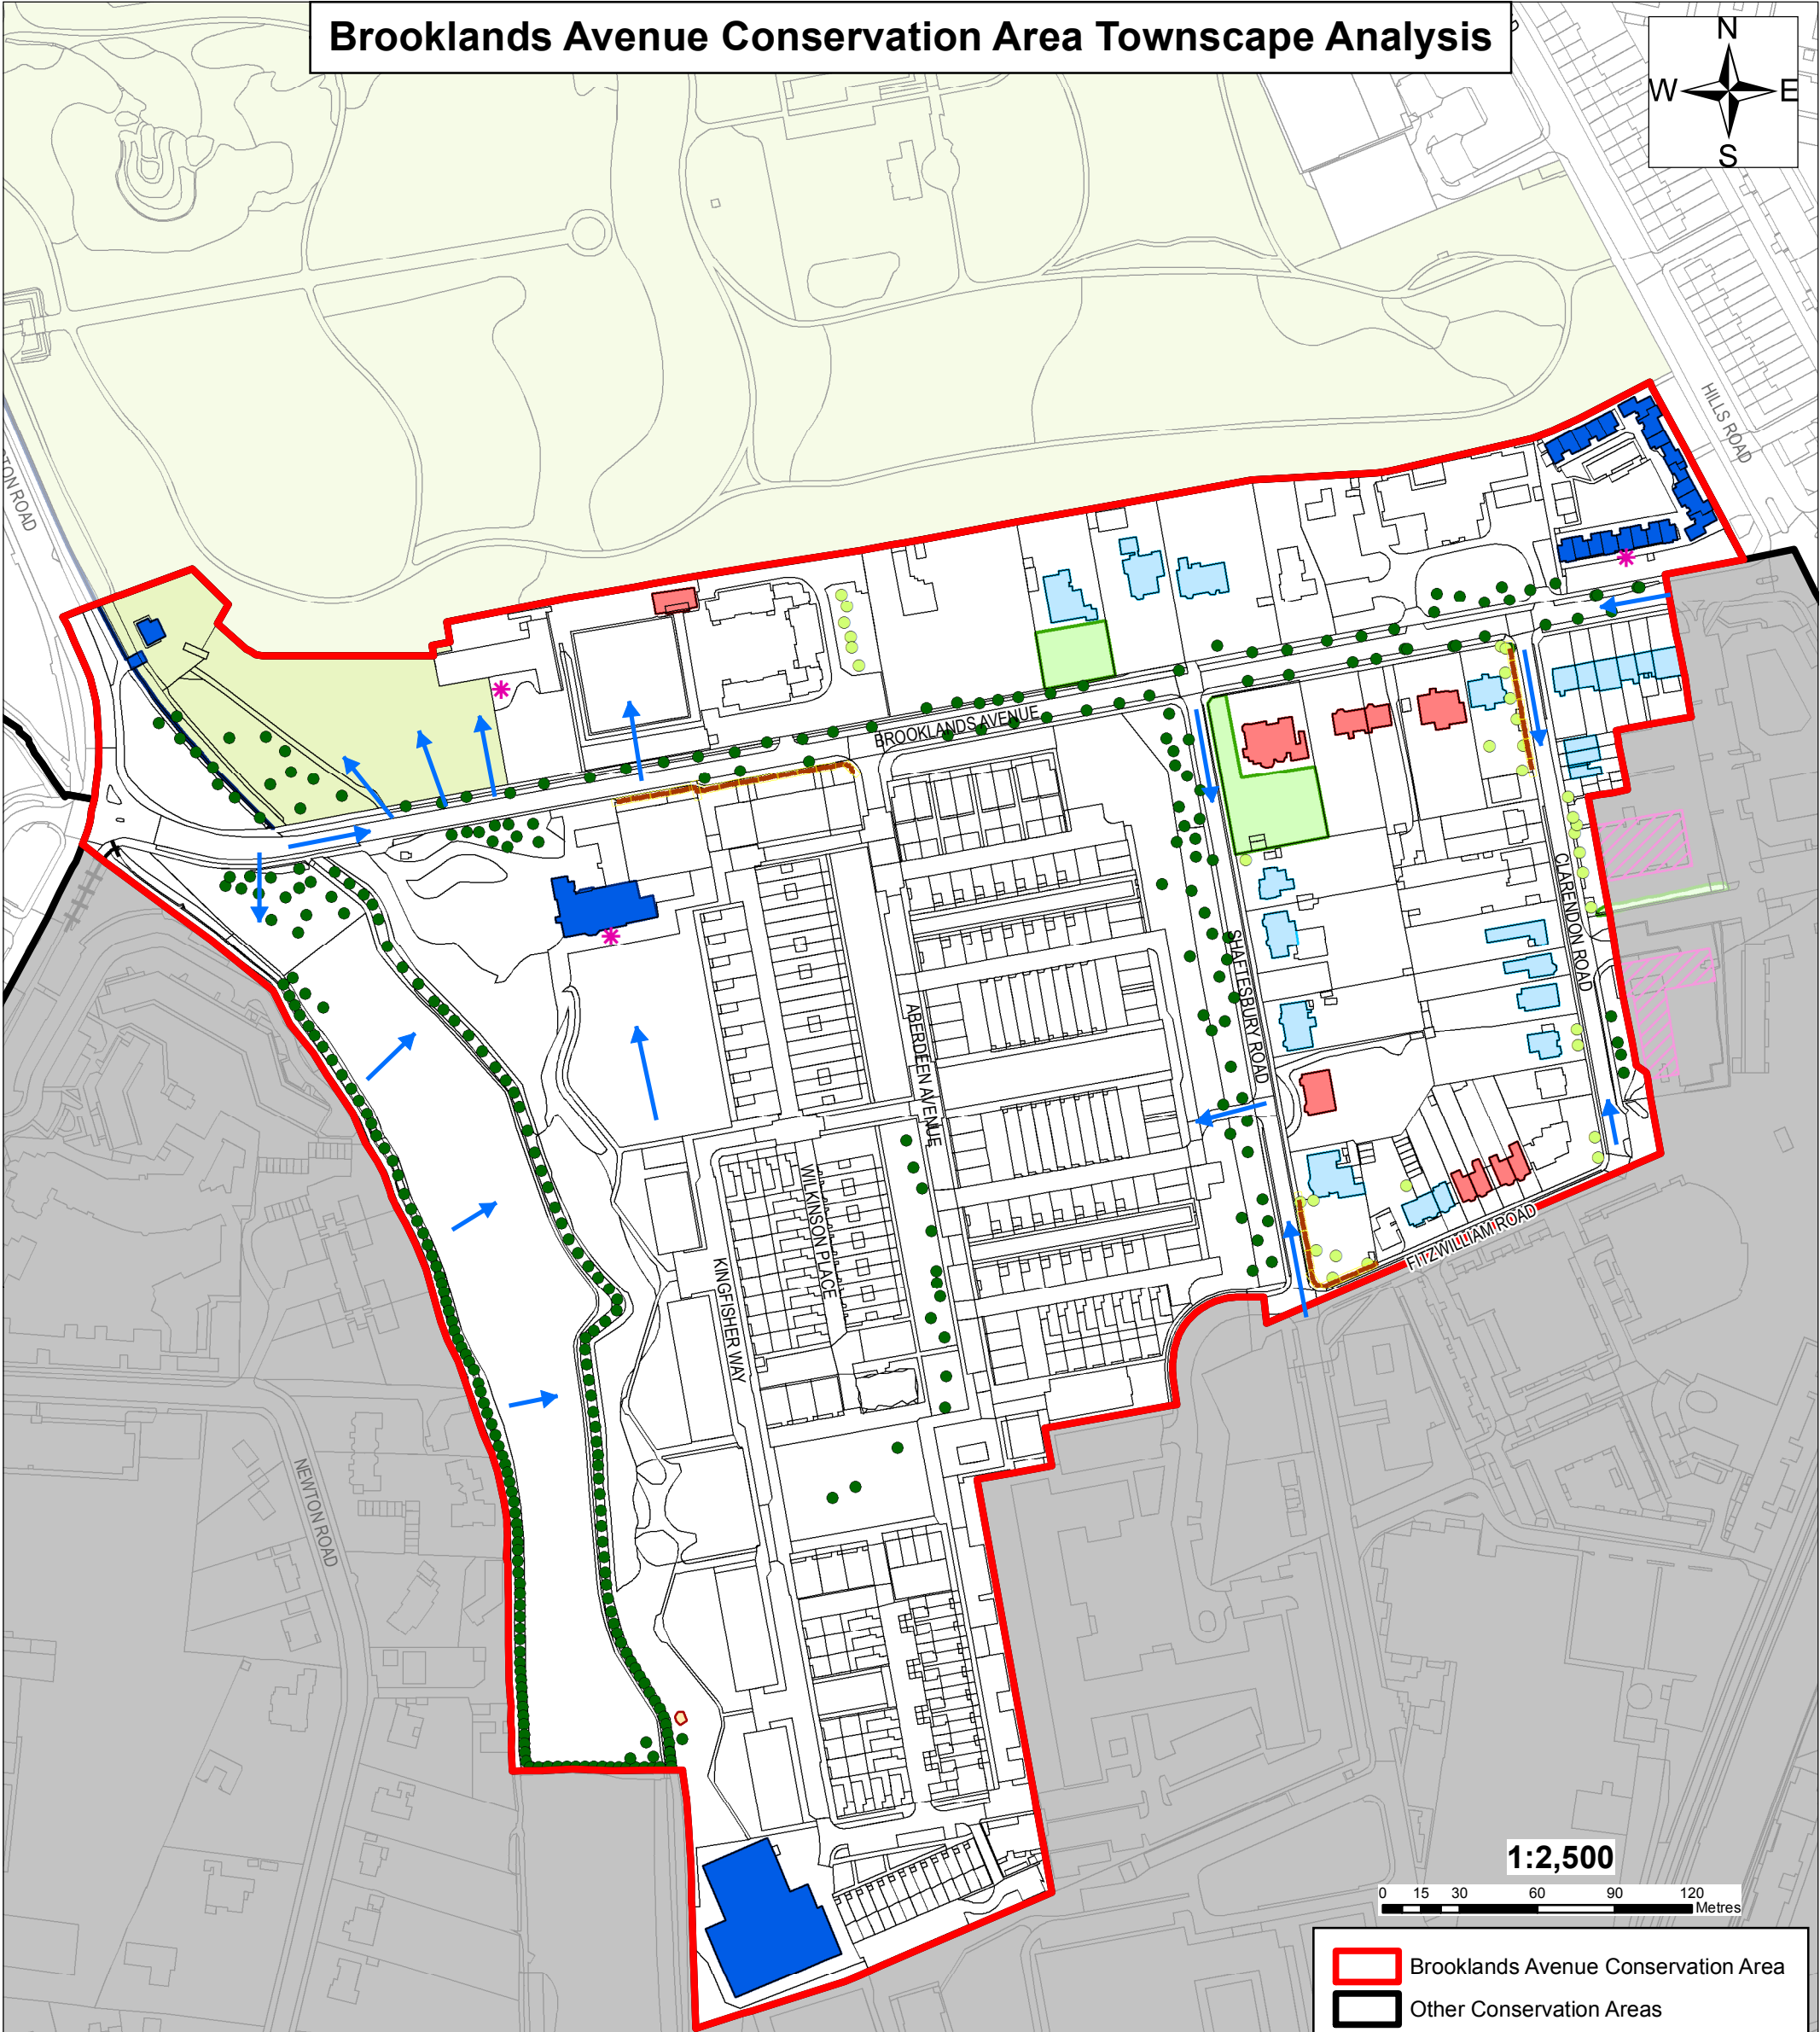 Brooklands Avenue Conservation Area Townscape Analysis
N
W E
S
HILLS ROAD
BROOKLANDS AVENUE
CLARENDON ROAD
SHAFTESBURY ROAD
ABERDEEN AVENUE
WILKINSON PLACE
KINGFISHER WAY
FITZWILLIAM ROAD
NEWTON ROAD
1:2,500
0 15 30 60 90 120
Metres
Brooklands Avenue Conservation Area
Other Conservation Areas